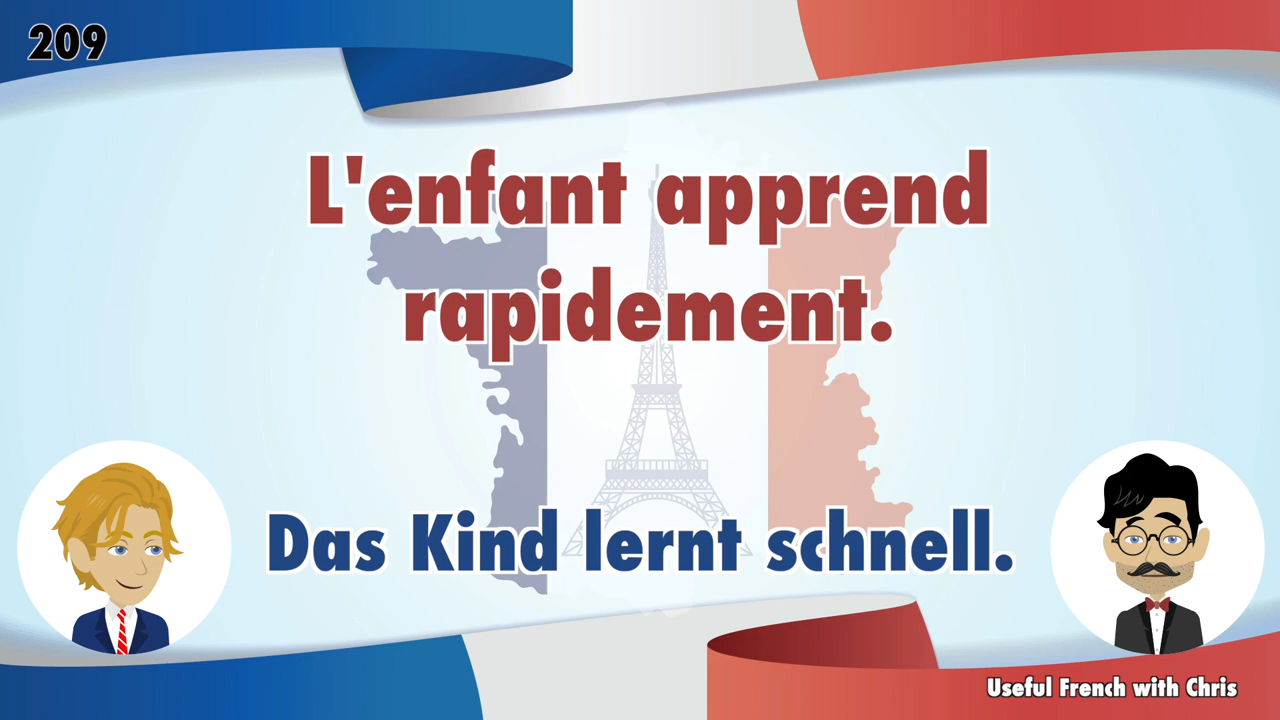 209
L'enfant apprend
rapidement.
Das Kind lernt schnell.
Useful French with Chris